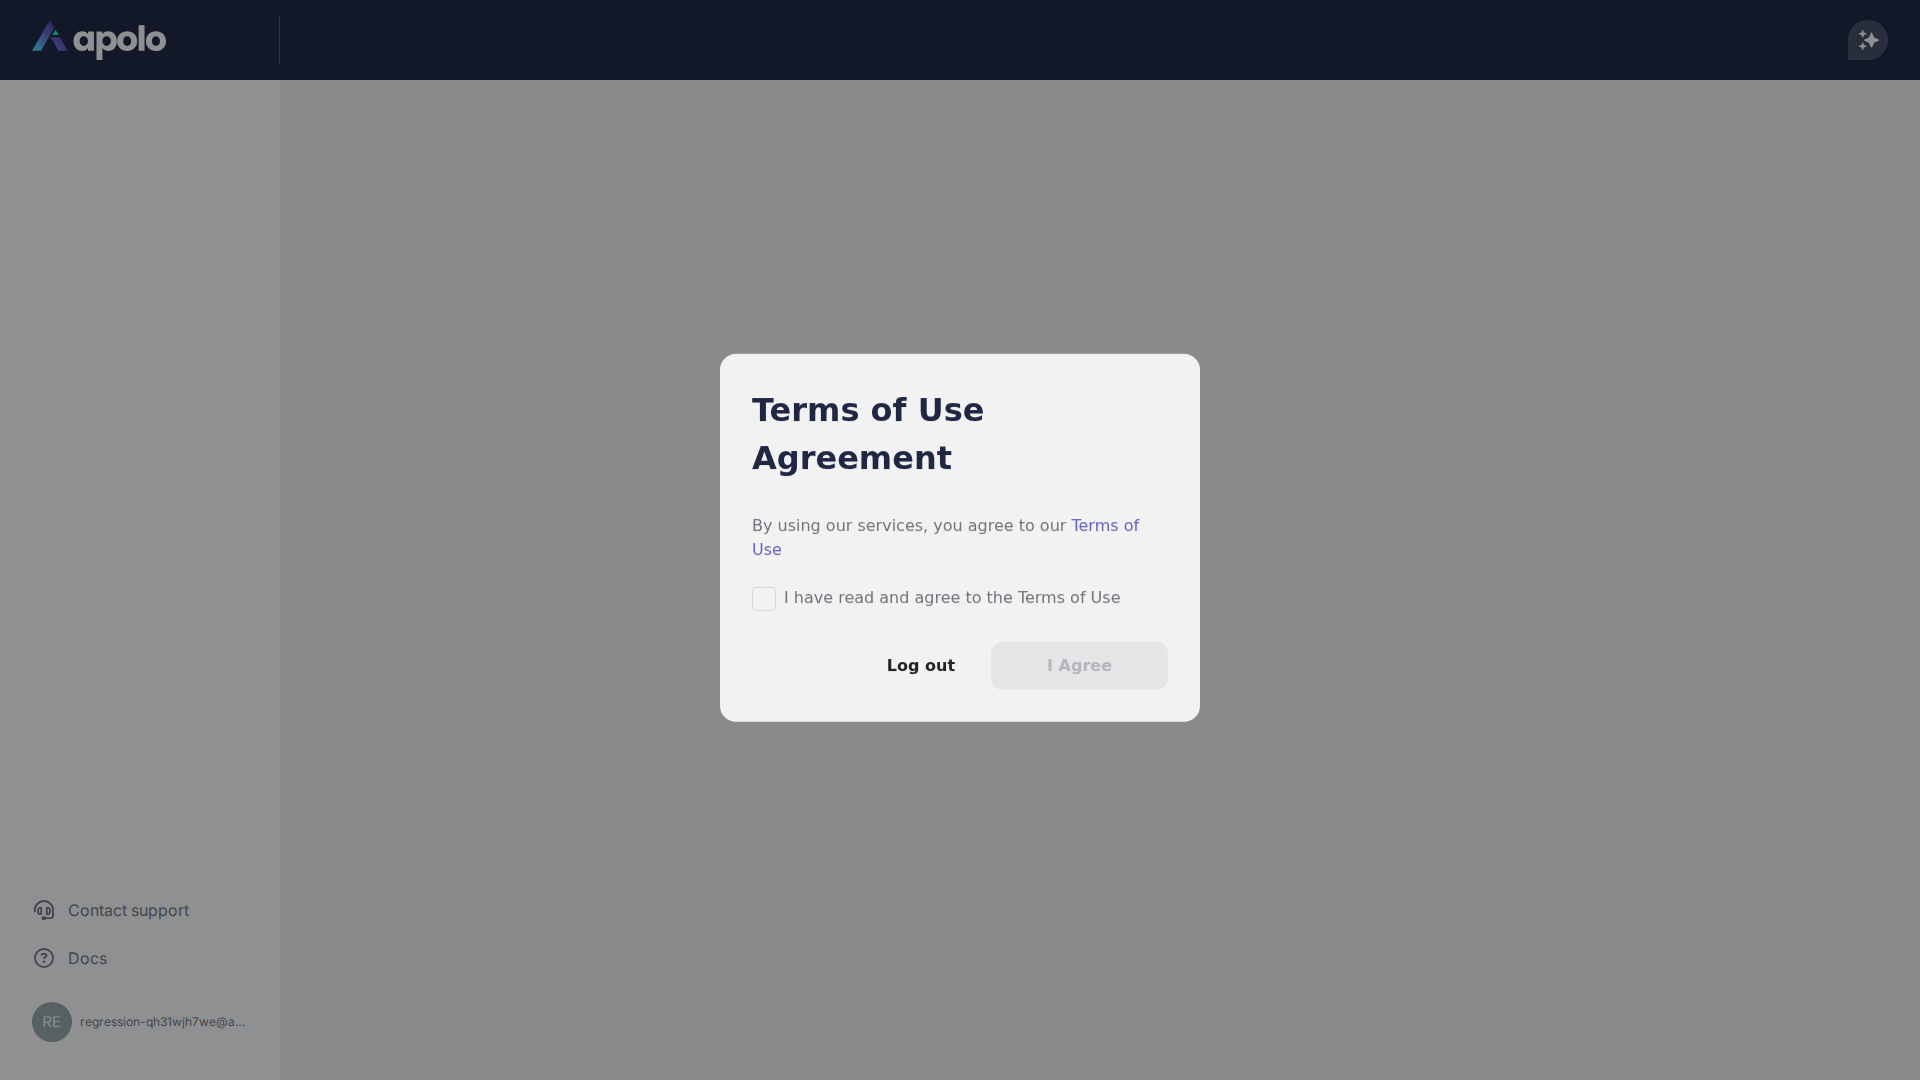 apolo
Terms of Use
Agreement
By using our services, you agree to our Terms of
Use
I have read and agree to the Terms of Use
Log out
I Agree
Contact support
Docs
RE
regression-qh31wjh7we@a...